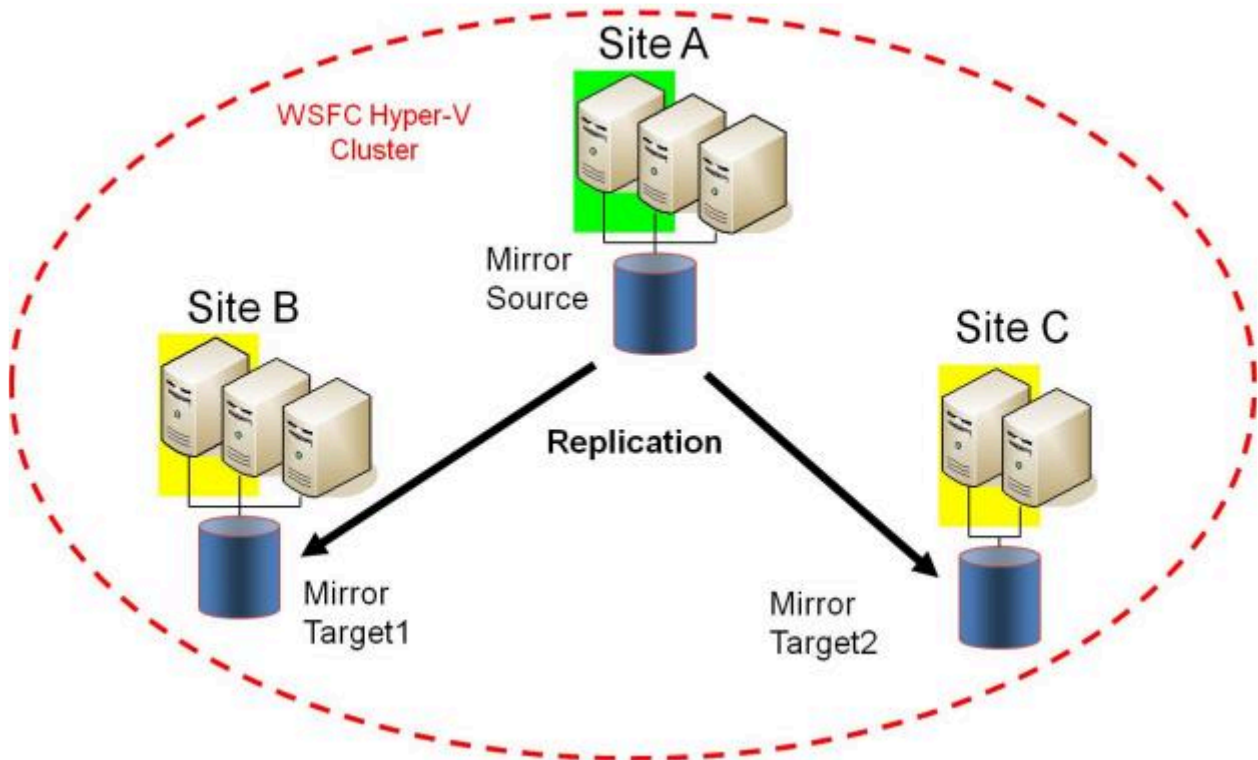 Site A
WSFC Hyper-V
Cluster
Mirror
Source
Site B
Site C
Replication
Mirror
Target1
Mirror
Target2